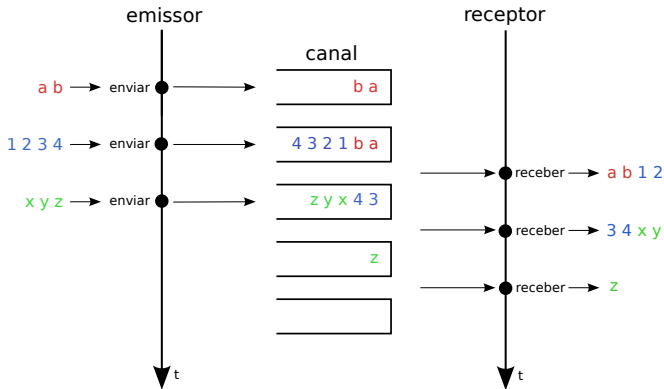 emissor
receptor
canal
a b enviar b a
1 2 3 4 enviar 4 3 2 1 b a
receber a b 1 2
x y z enviar z y x 4 3
receber 3 4 x y
z
receber z
t
t